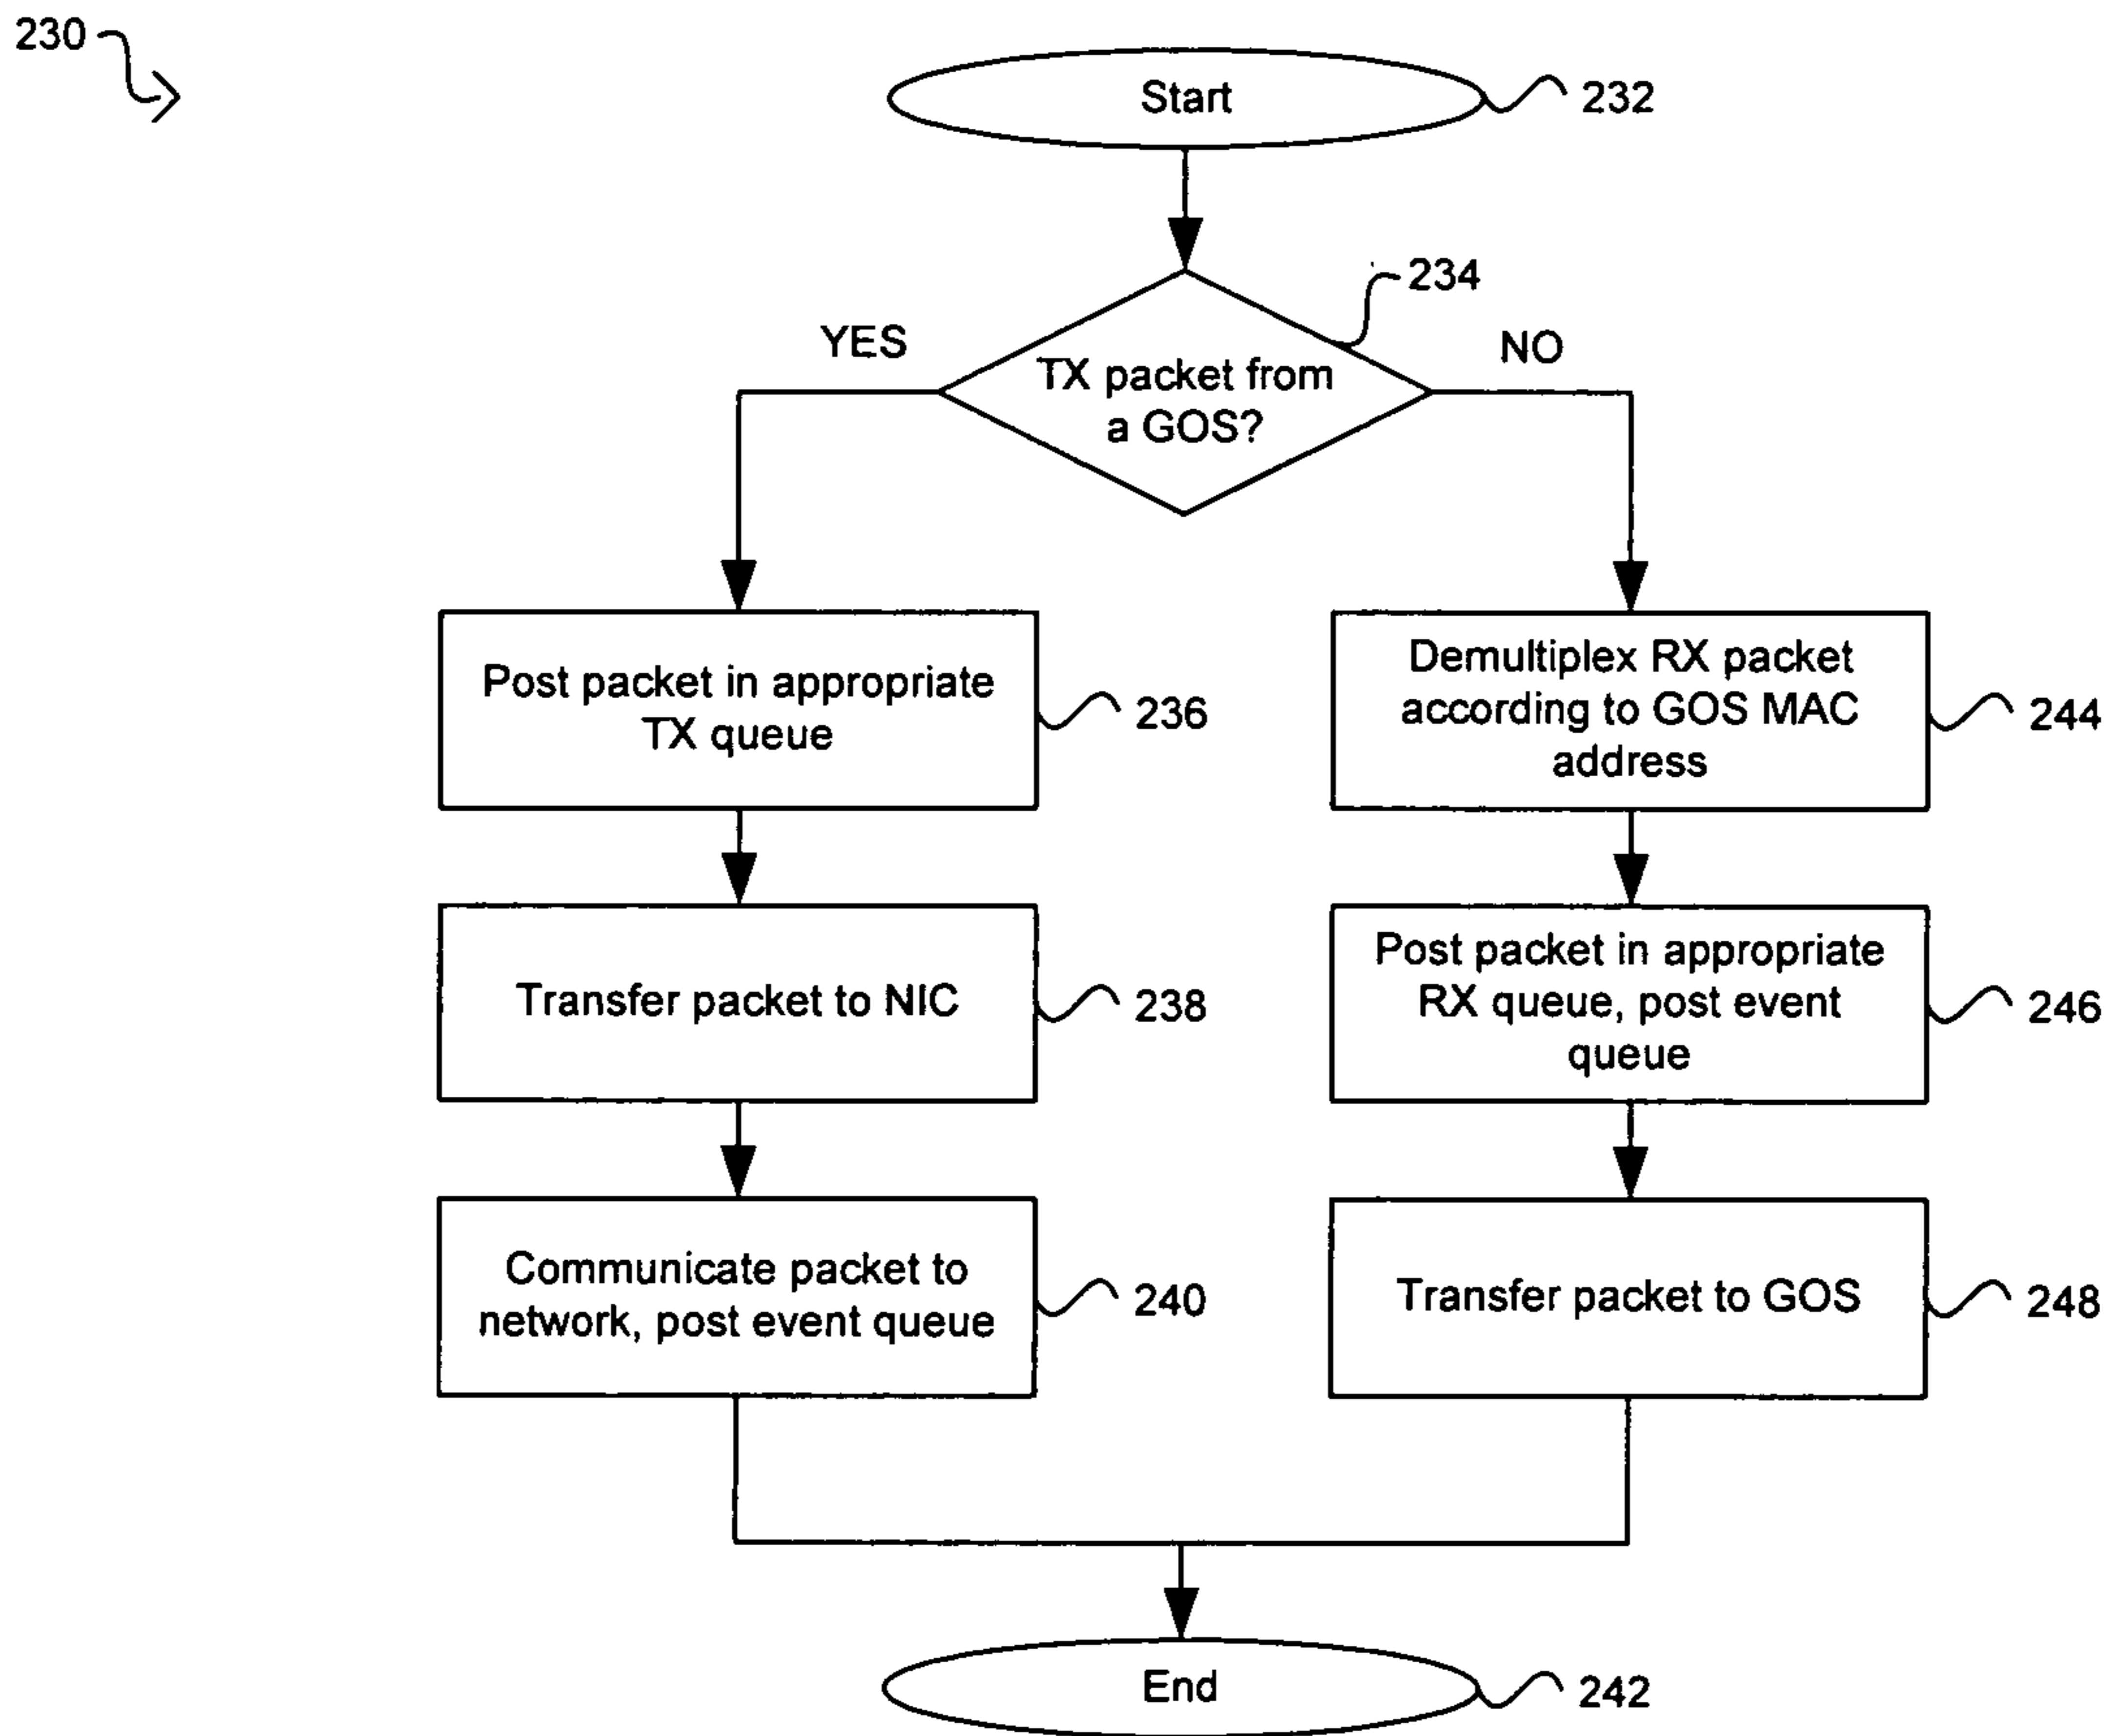 230
Start
232
234
YES
NO
TX packet from
a GOS?
Post packet in appropriate
TX queue
236
Demultiplex RX packet
according to GOS MAC
address
244
Transfer packet to NIC
238
Post packet in appropriate
RX queue, post event
queue
246
Communicate packet to
network, post event queue
240
Transfer packet to GOS
248
End
242